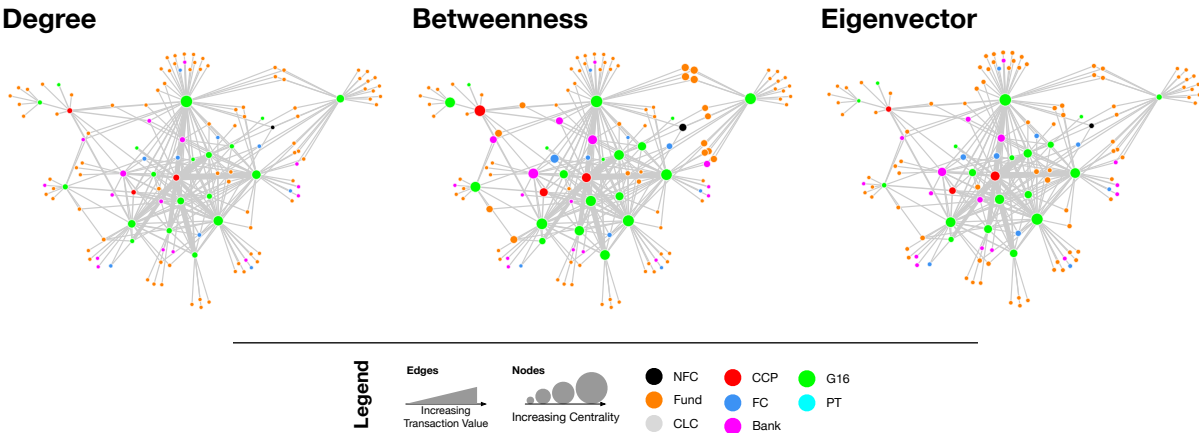 Degree
Betweenness
Eigenvector
Legend
Edges
Increasing
Transaction Value
Nodes
Increasing Centrality
NFC
CCP
G16
Fund
FC
PT
CLC
Bank